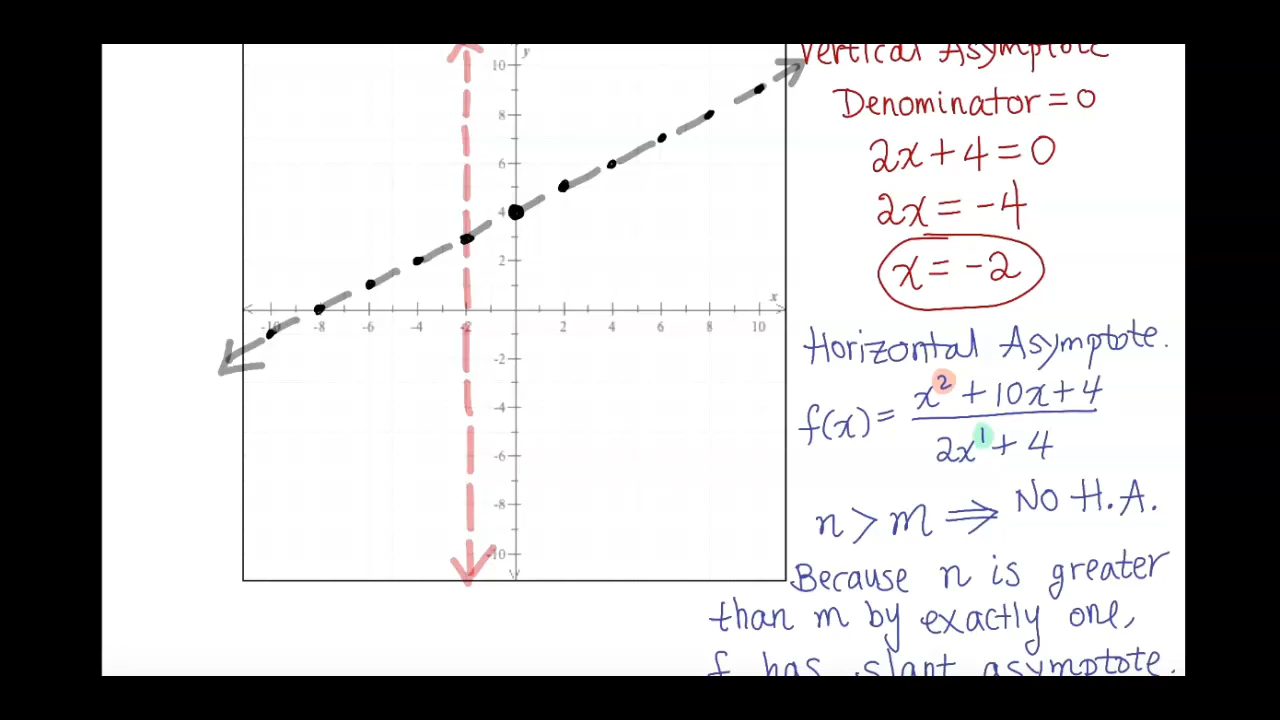 Vertical Asymptote
Denominator = 0
2x + 4 = 0
2x = -4
x = -2
Horizontal Asymptote.
f(x) = x² + 10x + 4
2x¹ + 4
n > m ⟹ No H.A.
Because n is greater
than m by exactly one,
f has slant asymptote.
y
10
8
6
4
2
x
-10 -8 -6 -4 -2 2 4 6 8 10
-2
-4
-6
-8
-10